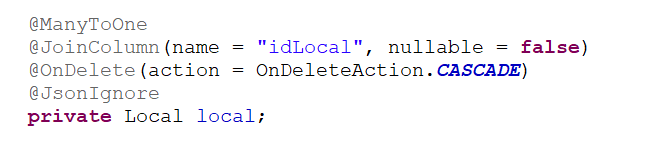 @ManyToOne
@JoinColumn(name = "idLocal", nullable = false)
@OnDelete(action = OnDeleteAction.CASCADE)
@JsonIgnore
private Local local;